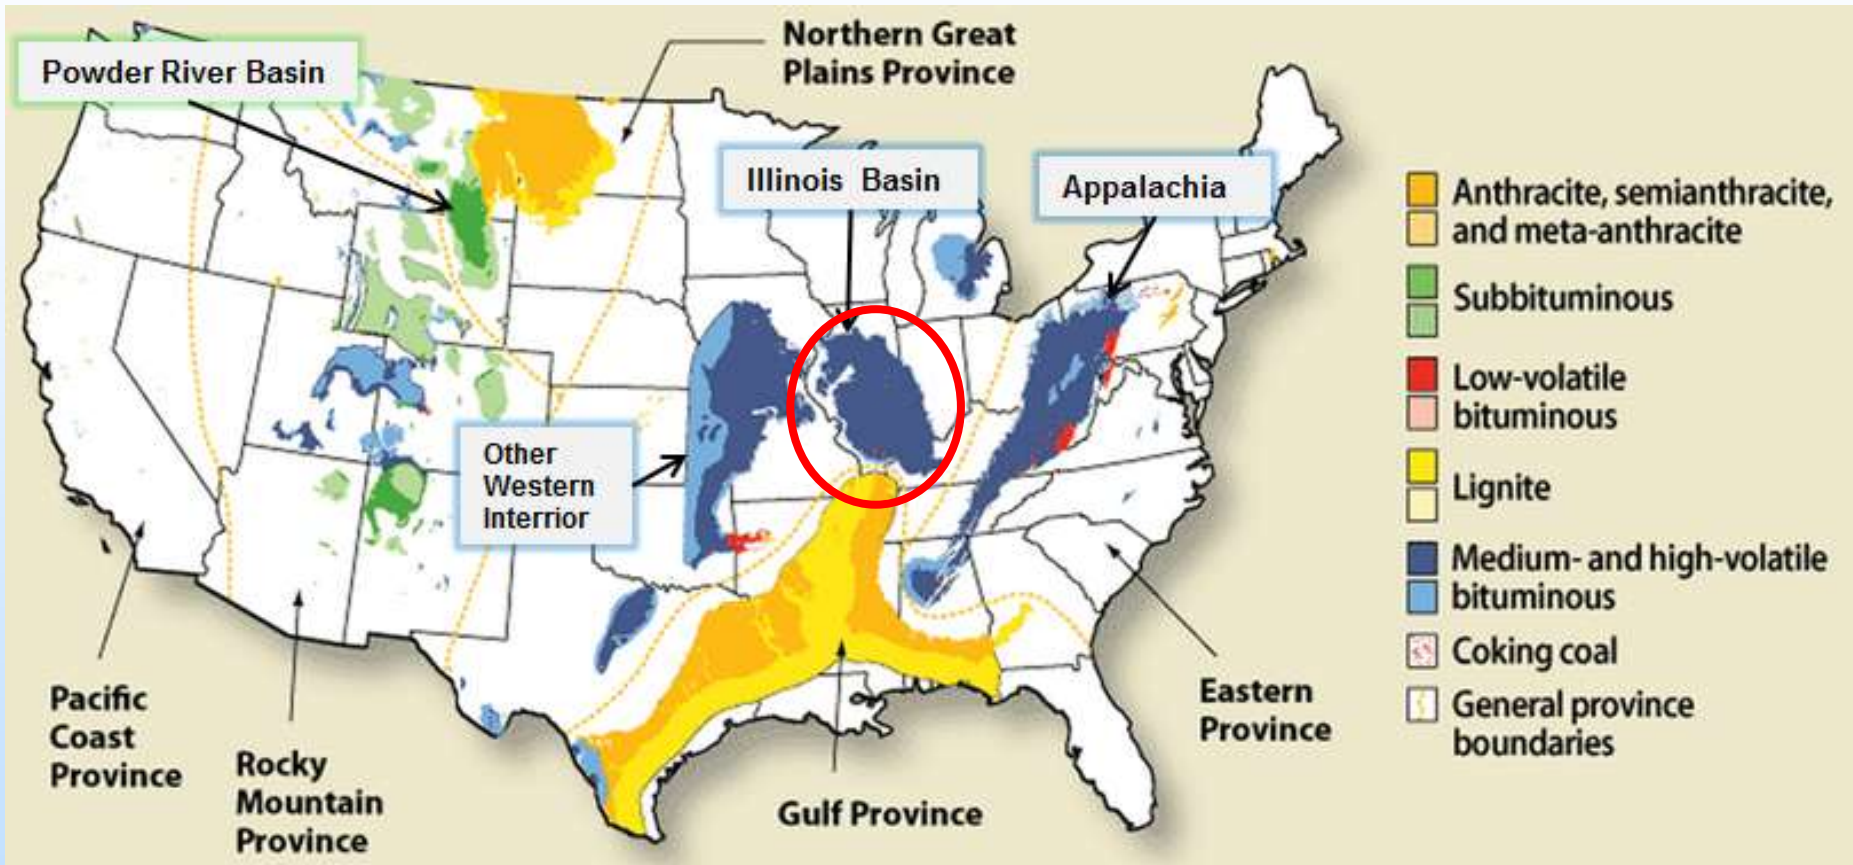 Northern Great
Plains Province
Powder River Basin
Illinois Basin
Appalachia
Other
Western
Interrior
Pacific
Coast
Province
Rocky
Mountain
Province
Gulf Province
Eastern
Province
Anthracite, semianthracite,
and meta-anthracite
Subbituminous
Low-volatile
bituminous
Lignite
Medium- and high-volatile
bituminous
Coking coal
General province
boundaries